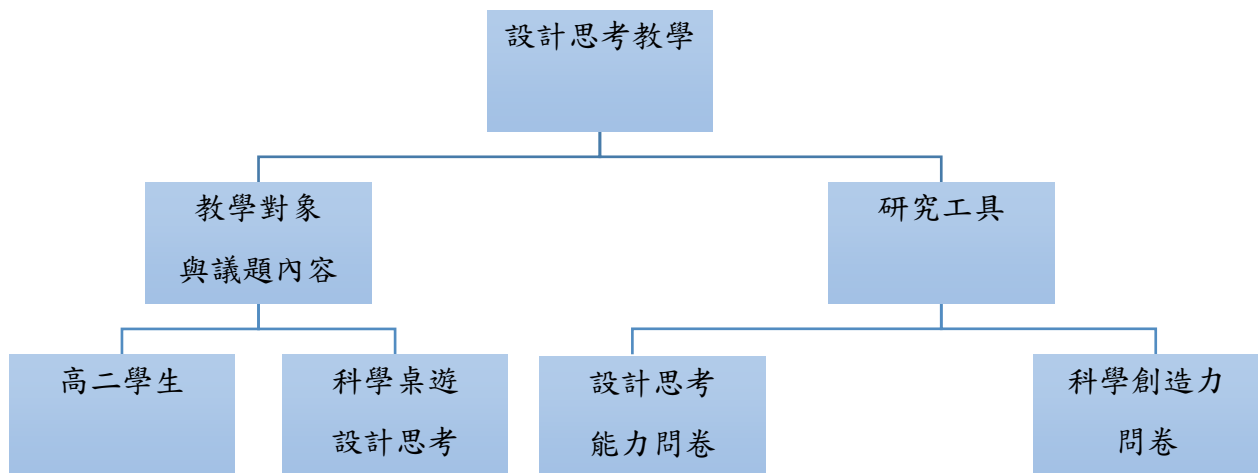 設計思考教學
教學對象
與議題內容
研究工具
高二學生
科學桌遊
設計思考
設計思考
能力問卷
科學創造力
問卷